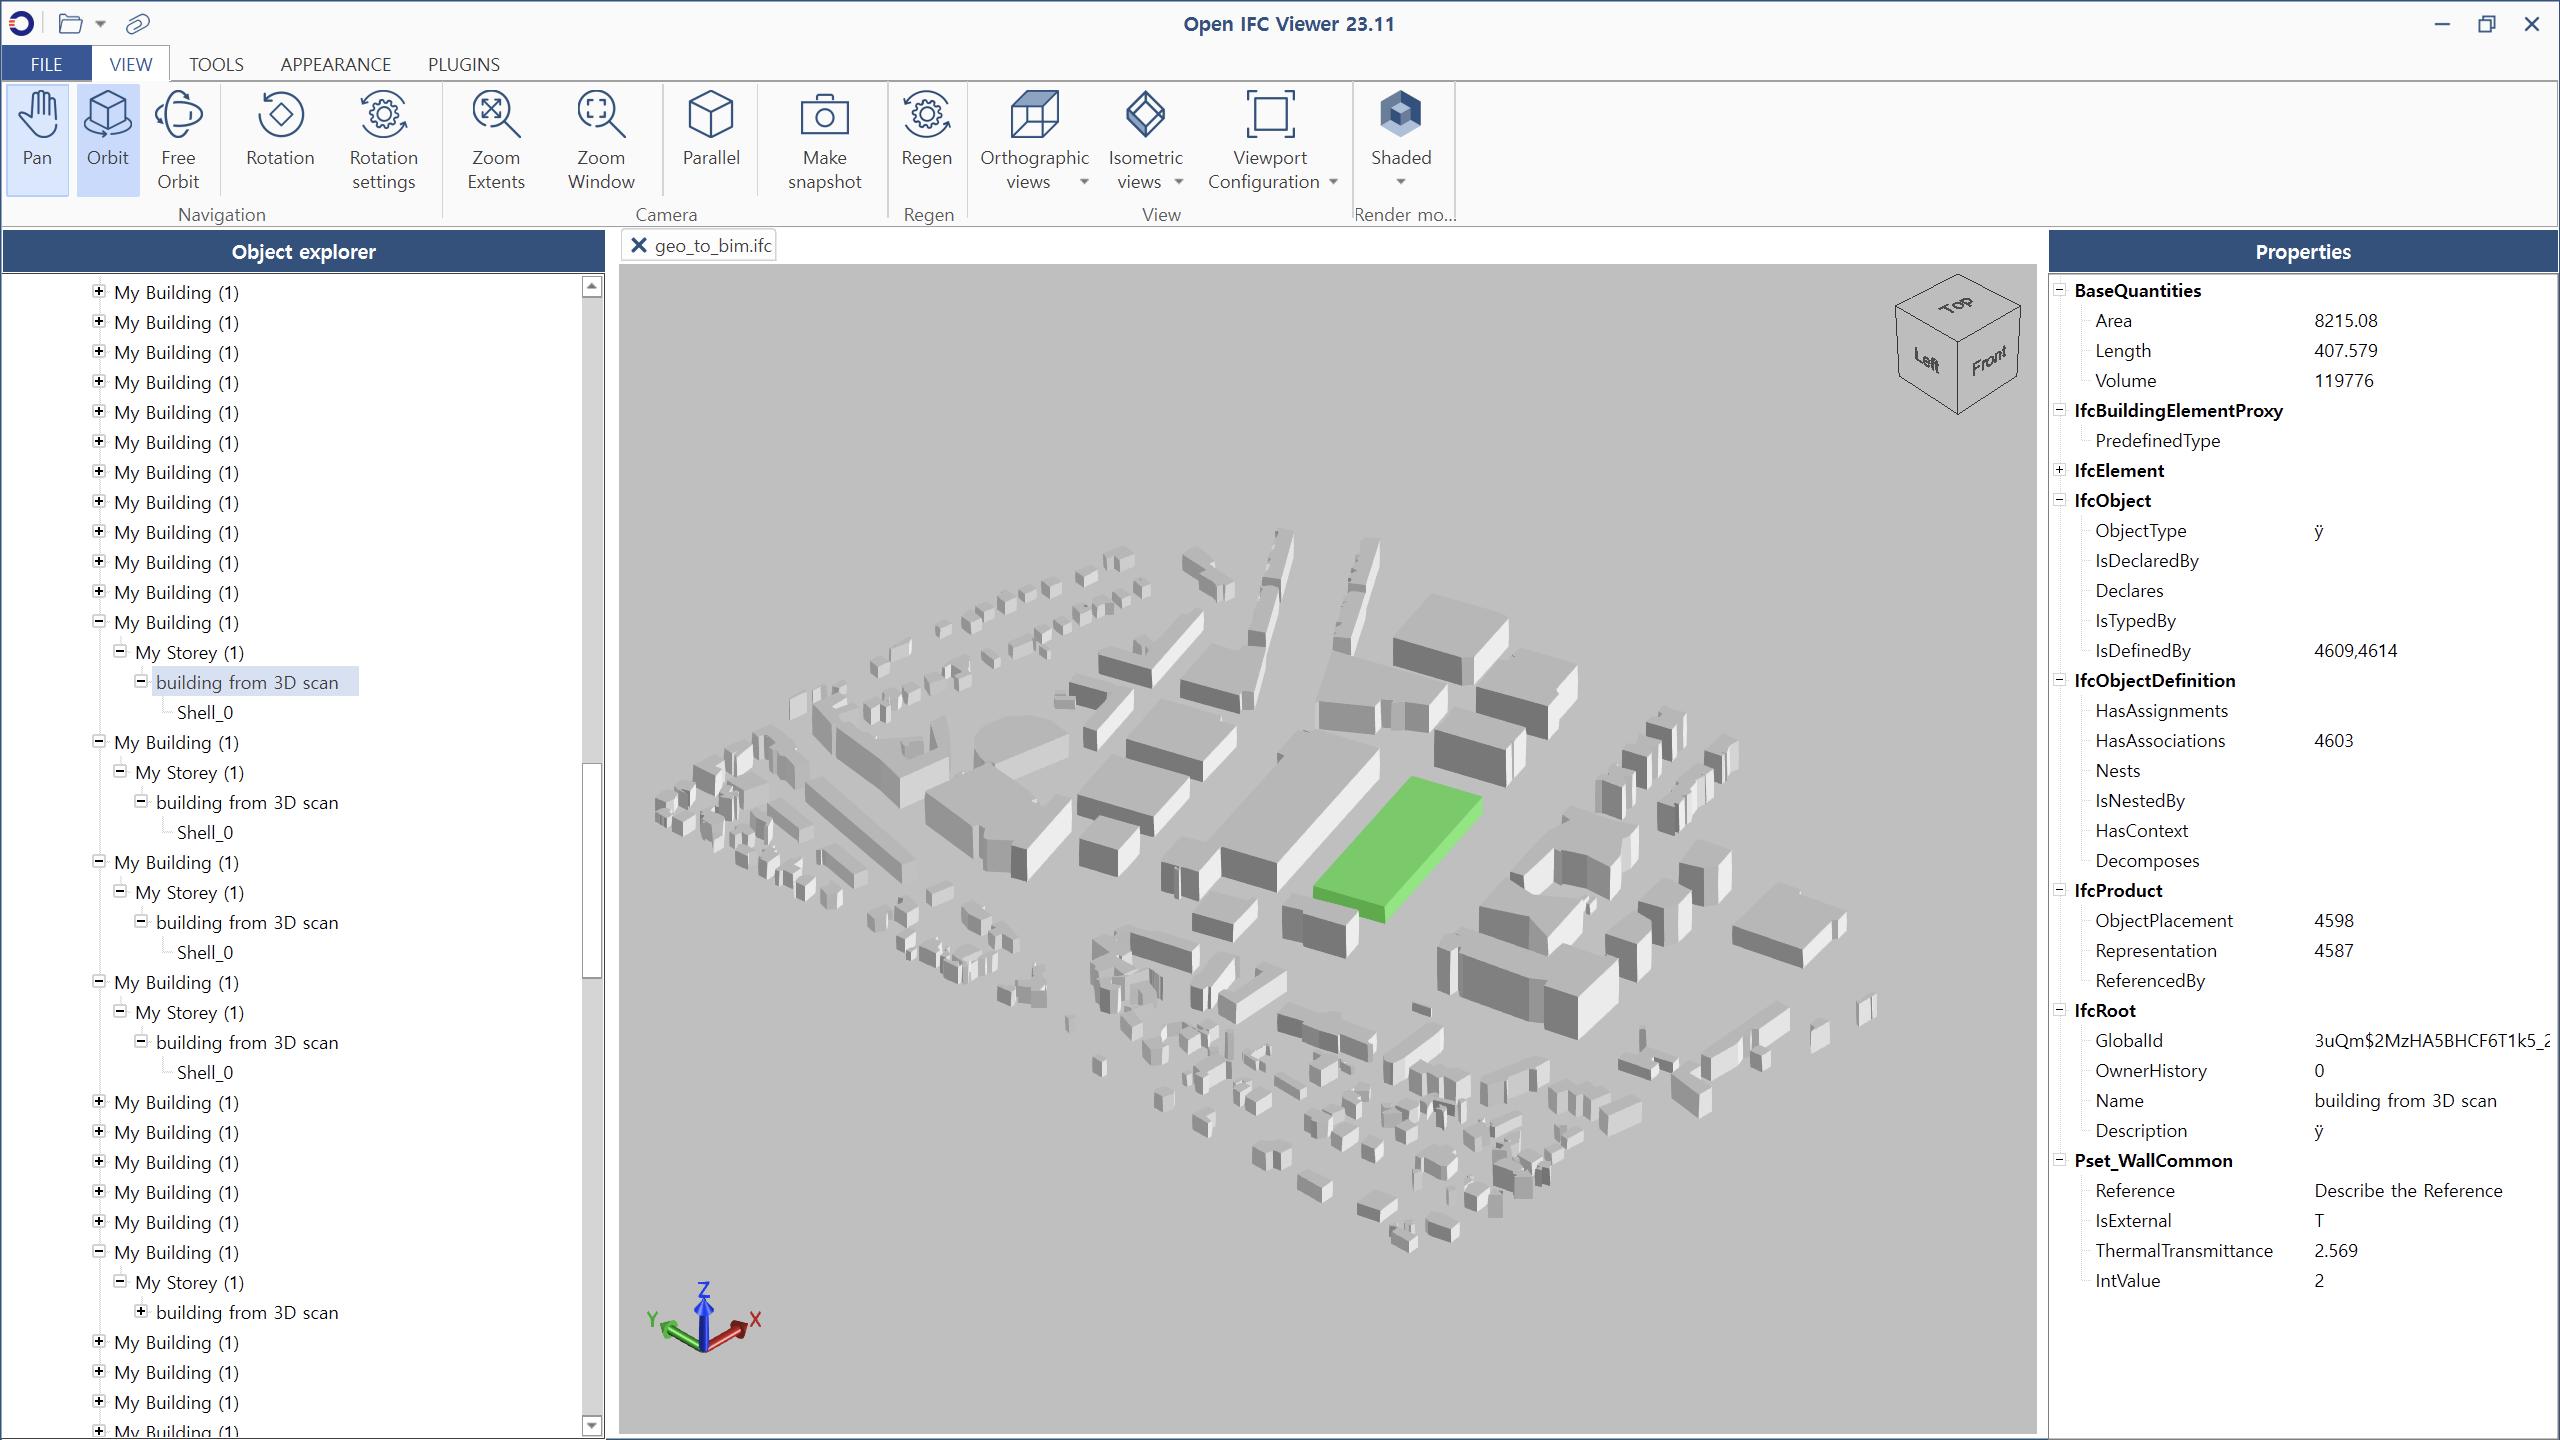 Open IFC Viewer 23.11
FILE VIEW TOOLS APPEARANCE PLUGINS
Pan
Orbit
Free Orbit
Rotation
Rotation settings
Navigation
Zoom Extents
Zoom Window
Parallel
Make snapshot
Camera
Regen
Regen
Orthographic views
Isometric views
Viewport Configuration
View
Shaded
Render mo...
Object explorer
My Building (1)
My Building (1)
My Building (1)
My Building (1)
My Building (1)
My Building (1)
My Building (1)
My Building (1)
My Building (1)
My Building (1)
My Building (1)
My Building (1)
My Storey (1)
building from 3D scan
Shell_0
My Building (1)
My Storey (1)
building from 3D scan
Shell_0
My Building (1)
My Storey (1)
building from 3D scan
Shell_0
My Building (1)
My Storey (1)
building from 3D scan
Shell_0
My Building (1)
My Building (1)
My Building (1)
My Building (1)
My Building (1)
My Building (1)
My Storey (1)
building from 3D scan
My Building (1)
My Building (1)
My Building (1)
My Building (1)
geo_to_bim.ifc
Top
Left
Front
Z
Y
X
Properties
BaseQuantities
Area 8215.08
Length 407.579
Volume 119776
IfcBuildingElementProxy
PredefinedType
IfcElement
IfcObject
ObjectType ÿ
IsDeclaredBy
Declares
IsTypedBy
IsDefinedBy 4609,4614
IfcObjectDefinition
HasAssignments
HasAssociations 4603
Nests
IsNestedBy
HasContext
Decomposes
IfcProduct
ObjectPlacement 4598
Representation 4587
ReferencedBy
IfcRoot
GlobalId 3uQm$2MzHA5BHCF6T1k5_2
OwnerHistory 0
Name building from 3D scan
Description ÿ
Pset_WallCommon
Reference Describe the Reference
IsExternal T
ThermalTransmittance 2.569
IntValue 2